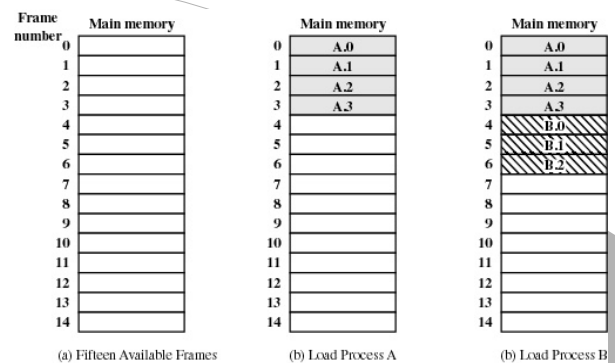 Frame
number
Main memory
0
1
2
3
4
5
6
7
8
9
10
11
12
13
14
(a) Fifteen Available Frames
Main memory
0 A.0
1 A.1
2 A.2
3 A.3
4
5
6
7
8
9
10
11
12
13
14
(b) Load Process A
Main memory
0 A.0
1 A.1
2 A.2
3 A.3
4 B.0
5 B.1
6 B.2
7
8
9
10
11
12
13
14
(b) Load Process B